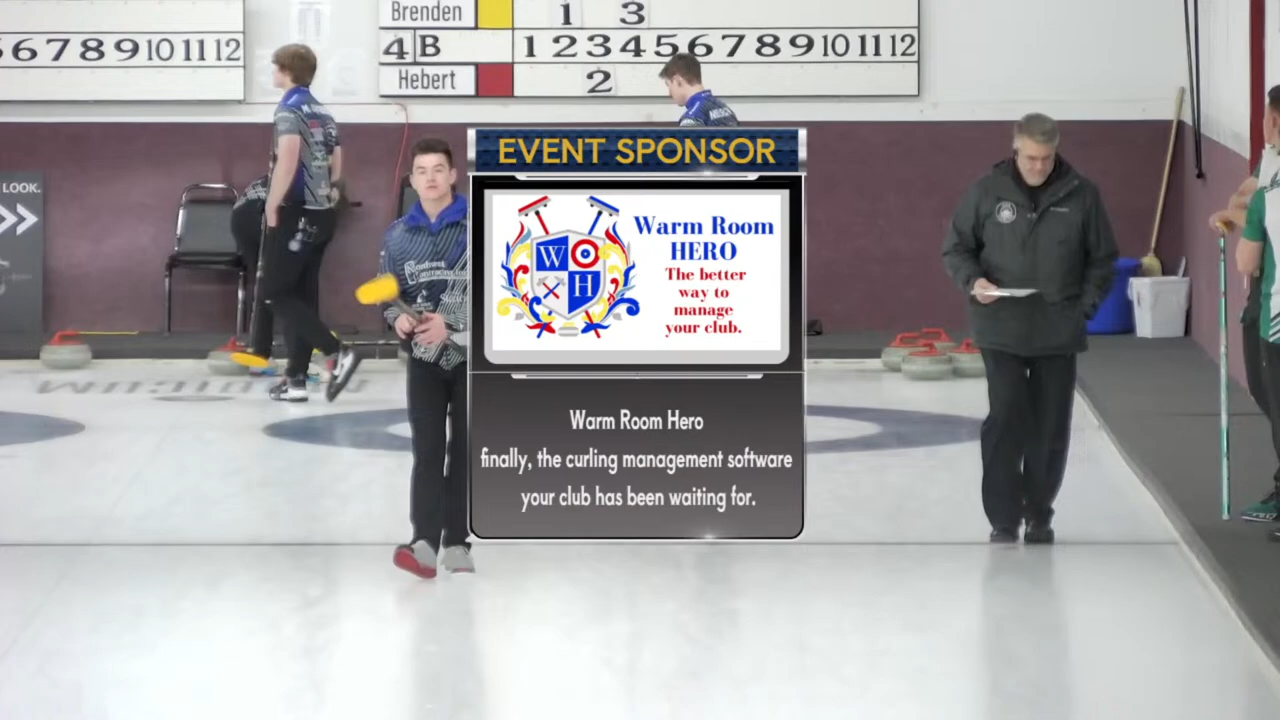 Brenden
1 3
6 7 8 9 10 11 12
4 B 1 2 3 4 5 6 7 8 9 10 11 12
Hebert
2
LOOK.
EVENT SPONSOR
W
H
Warm Room
HERO
The better
way to
manage
your club.
Warm Room Hero
finally, the curling management software
your club has been waiting for.